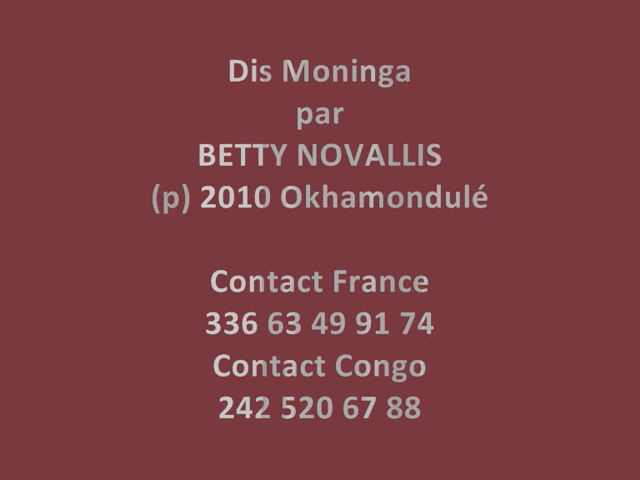 Dis Moninga
par
BETTY NOVALLIS
(p) 2010 Okhamondulé
Contact France
336 63 49 91 74
Contact Congo
242 520 67 88